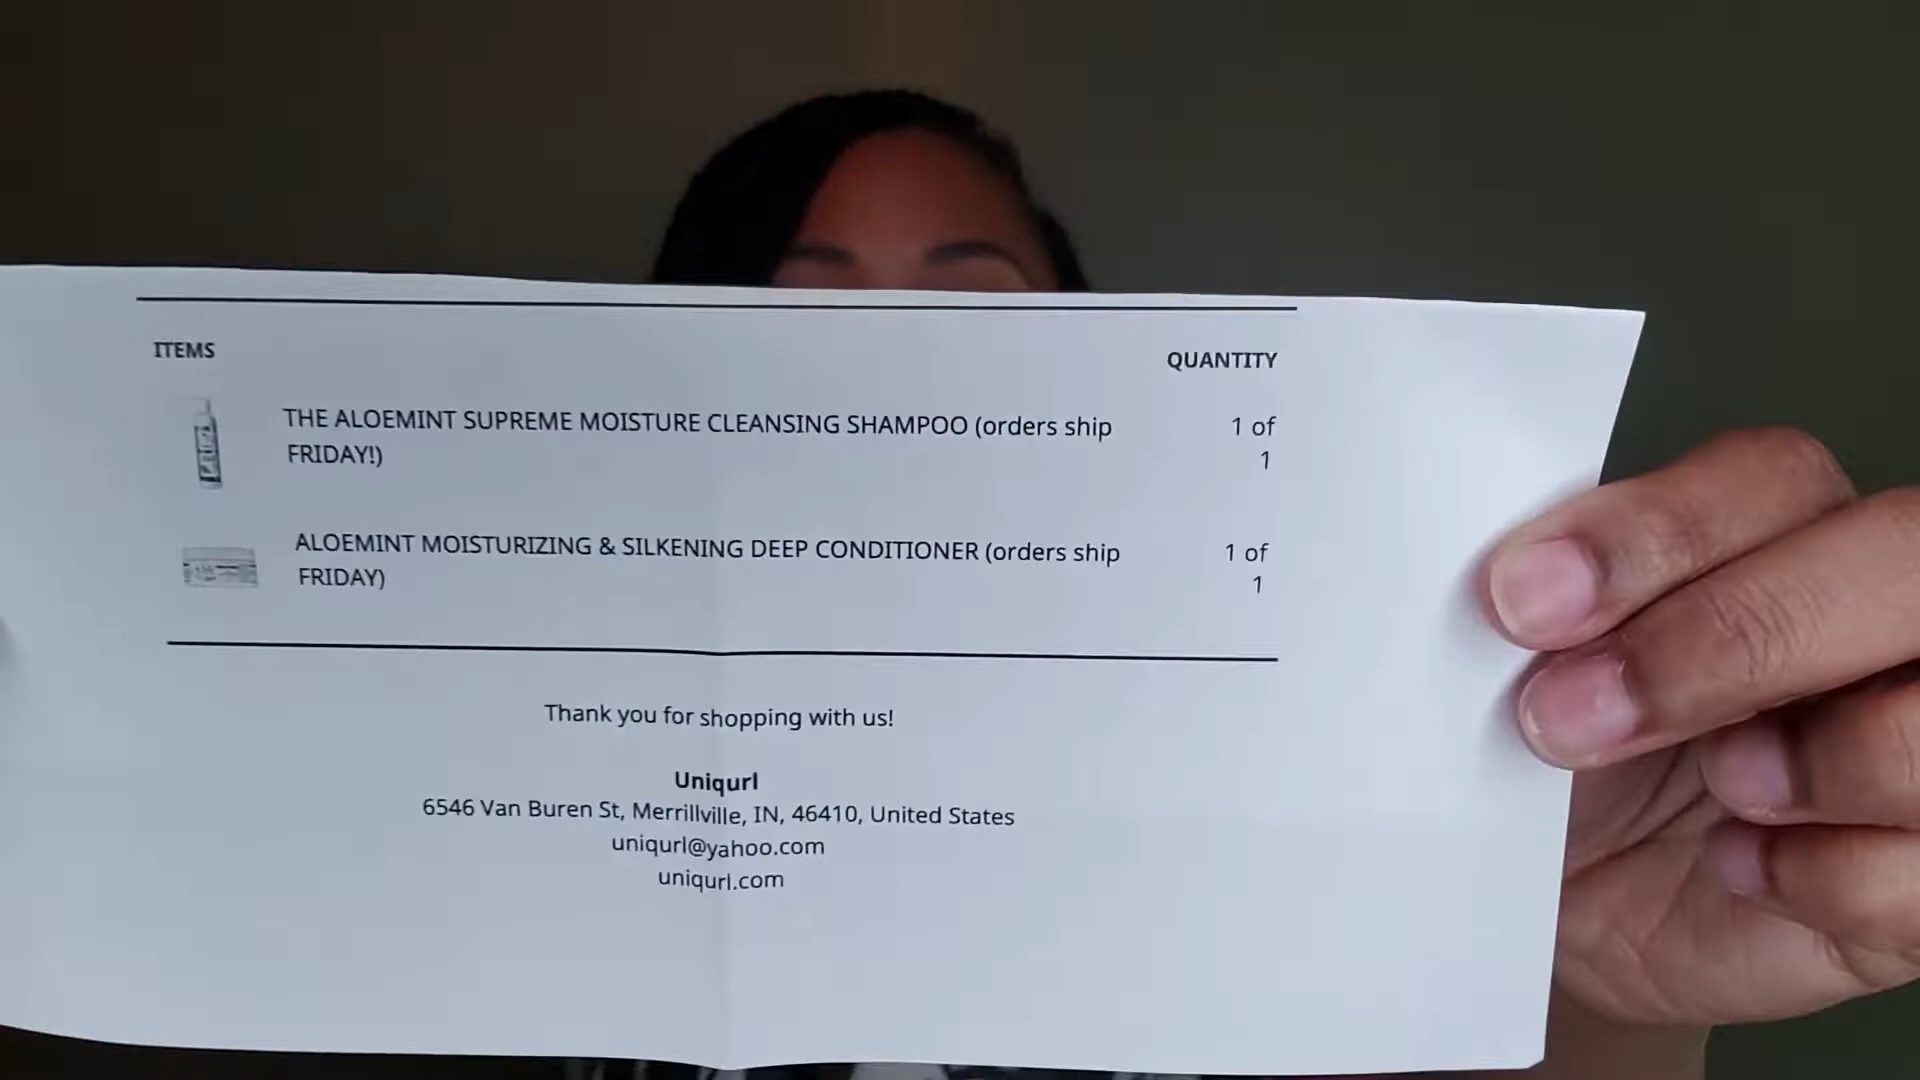 ITEMS QUANTITY
THE ALOEMINT SUPREME MOISTURE CLEANSING SHAMPOO (orders ship 1 of
FRIDAY!) 1
ALOEMINT MOISTURIZING & SILKENING DEEP CONDITIONER (orders ship 1 of
FRIDAY) 1
Thank you for shopping with us!
Uniqurl
6546 Van Buren St, Merrillville, IN, 46410, United States
uniqurl@yahoo.com
uniqurl.com